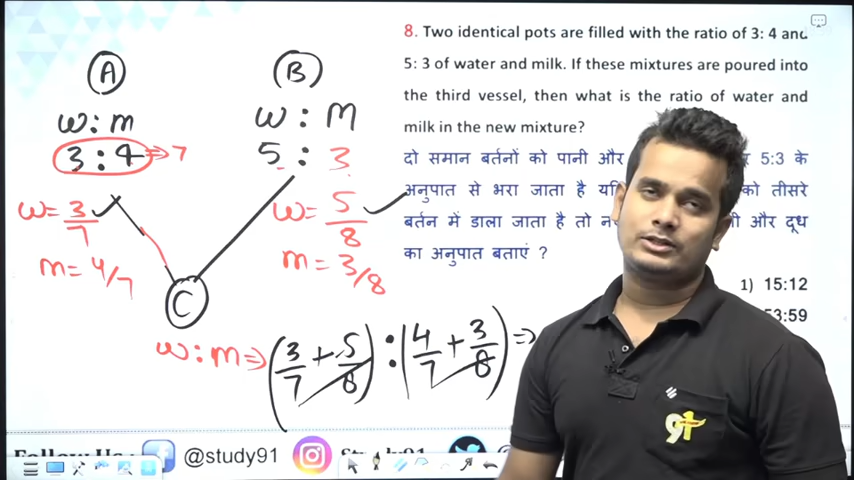 8. Two identical pots are filled with the ratio of 3: 4 and
5: 3 of water and milk. If these mixtures are poured into
the third vessel, then what is the ratio of water and
milk in the new mixture?
दो समान बर्तनों को पानी और 5:3 के
अनुपात से भरा जाता है को तीसरे
बर्तन में डाला जाता है तो और दूध
का अनुपात बताएं ?
1) 15:12
53:59
A
w:m
3:4 ⇒ 7
w= 3/7
m= 4/7
B
w:M
5:3
w= 5/8
m= 3/8
C
w:m ⇒ (3/7 + 5/8) : (4/7 + 3/8) ⇒
@study91
91